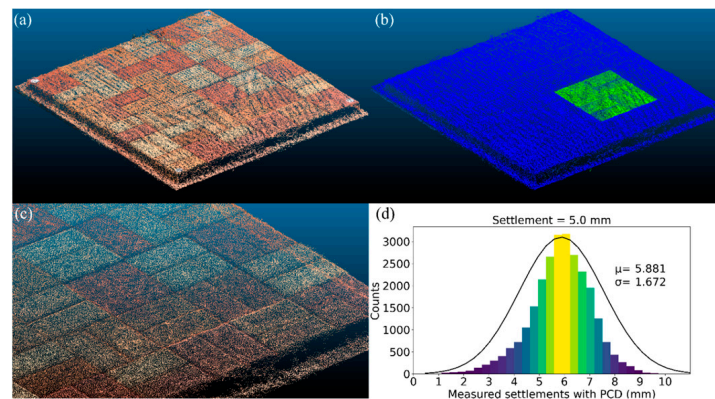 (a)
(b)
(c)
(d)
Settlement = 5.0 mm
Counts
3000
2500
2000
1500
1000
500
0
μ= 5.881
σ= 1.672
0 1 2 3 4 5 6 7 8 9 10
Measured settlements with PCD (mm)